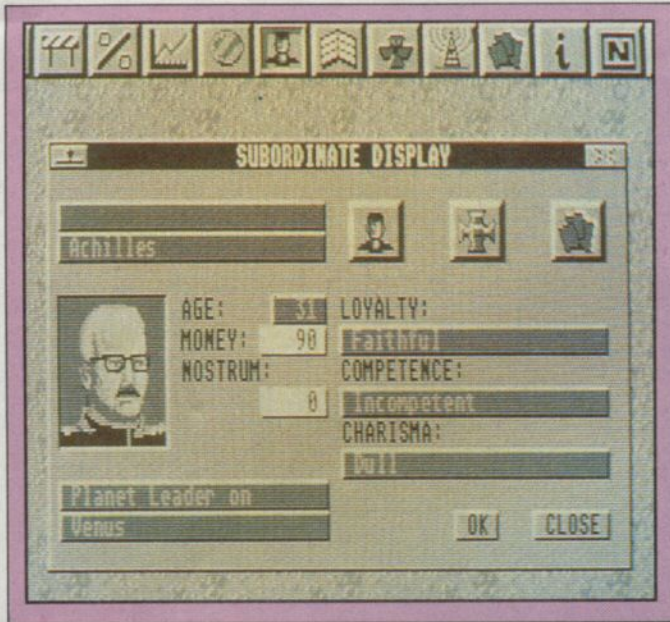 % i N
SUBORDINATE DISPLAY
Achilles
AGE: 31
MONEY: 90
NOSTRUM:
0
LOYALTY:
Faithful
COMPETENCE:
Incompetent
CHARISMA:
Dull
Planet Leader on
Venus
OK CLOSE